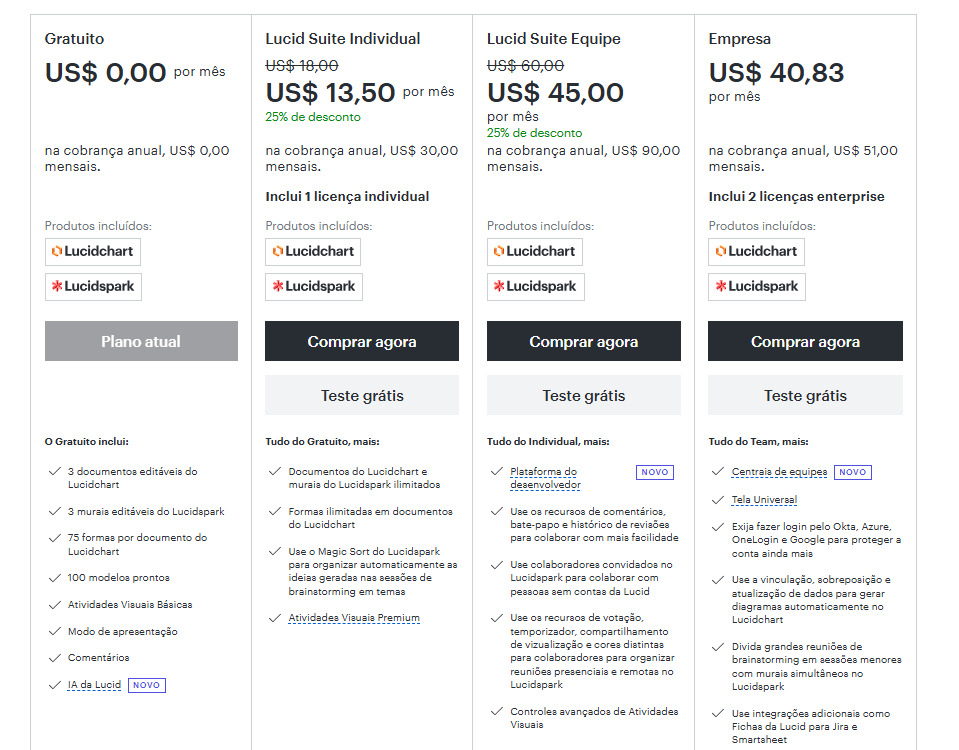 Gratuito
US$ 0,00 por mês
na cobrança anual, US$ 0,00
mensais.
Produtos incluídos:
Lucidchart
Lucidspark
Plano atual
O Gratuito inclui:
3 documentos editáveis do
Lucidchart
3 murais editáveis do Lucidspark
75 formas por documento do
Lucidchart
100 modelos prontos
Atividades Visuais Básicas
Modo de apresentação
Comentários
IA da Lucid NOVO
Lucid Suite Individual
US$ 18,00
US$ 13,50 por mês
25% de desconto
na cobrança anual, US$ 30,00
mensais.
Inclui 1 licença individual
Produtos incluídos:
Lucidchart
Lucidspark
Comprar agora
Teste grátis
Tudo do Gratuito, mais:
Documentos do Lucidchart e
murais do Lucidspark ilimitados
Formas ilimitadas em documentos
do Lucidchart
Use o Magic Sort do Lucidspark
para organizar automaticamente as
ideias geradas nas sessões de
brainstorming em temas
Atividades Visuais Premium
Lucid Suite Equipe
US$ 60,00
US$ 45,00
por mês
25% de desconto
na cobrança anual, US$ 90,00
mensais.
Produtos incluídos:
Lucidchart
Lucidspark
Comprar agora
Teste grátis
Tudo do Individual, mais:
Plataforma do NOVO
desenvolvedor
Use os recursos de comentários,
bate-papo e histórico de revisões
para colaborar com mais facilidade
Use colaboradores convidados no
Lucidspark para colaborar com
pessoas sem contas da Lucid
Use os recursos de votação,
temporizador, compartilhamento
de vizualização e cores distintas
para colaboradores para organizar
reuniões presenciais e remotas no
Lucidspark
Controles avançados de Atividades
Visuais
Empresa
US$ 40,83
por mês
na cobrança anual, US$ 51,00
mensais.
Inclui 2 licenças enterprise
Produtos incluídos:
Lucidchart
Lucidspark
Comprar agora
Teste grátis
Tudo do Team, mais:
Centrais de equipes NOVO
Tela Universal
Exija fazer login pelo Okta, Azure,
OneLogin e Google para proteger a
conta ainda mais
Use a vinculação, sobreposição e
atualização de dados para gerar
diagramas automaticamente no
Lucidchart
Divida grandes reuniões de
brainstorming em sessões menores
com murais simultâneos no
Lucidspark
Use integrações adicionais como
Fichas da Lucid para Jira e
Smartsheet